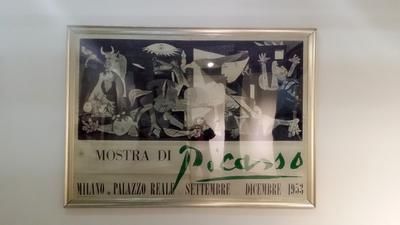 MOSTRA DI Picasso
MILANO - PALAZZO REALE SETTEMBRE DICEMBRE 1953